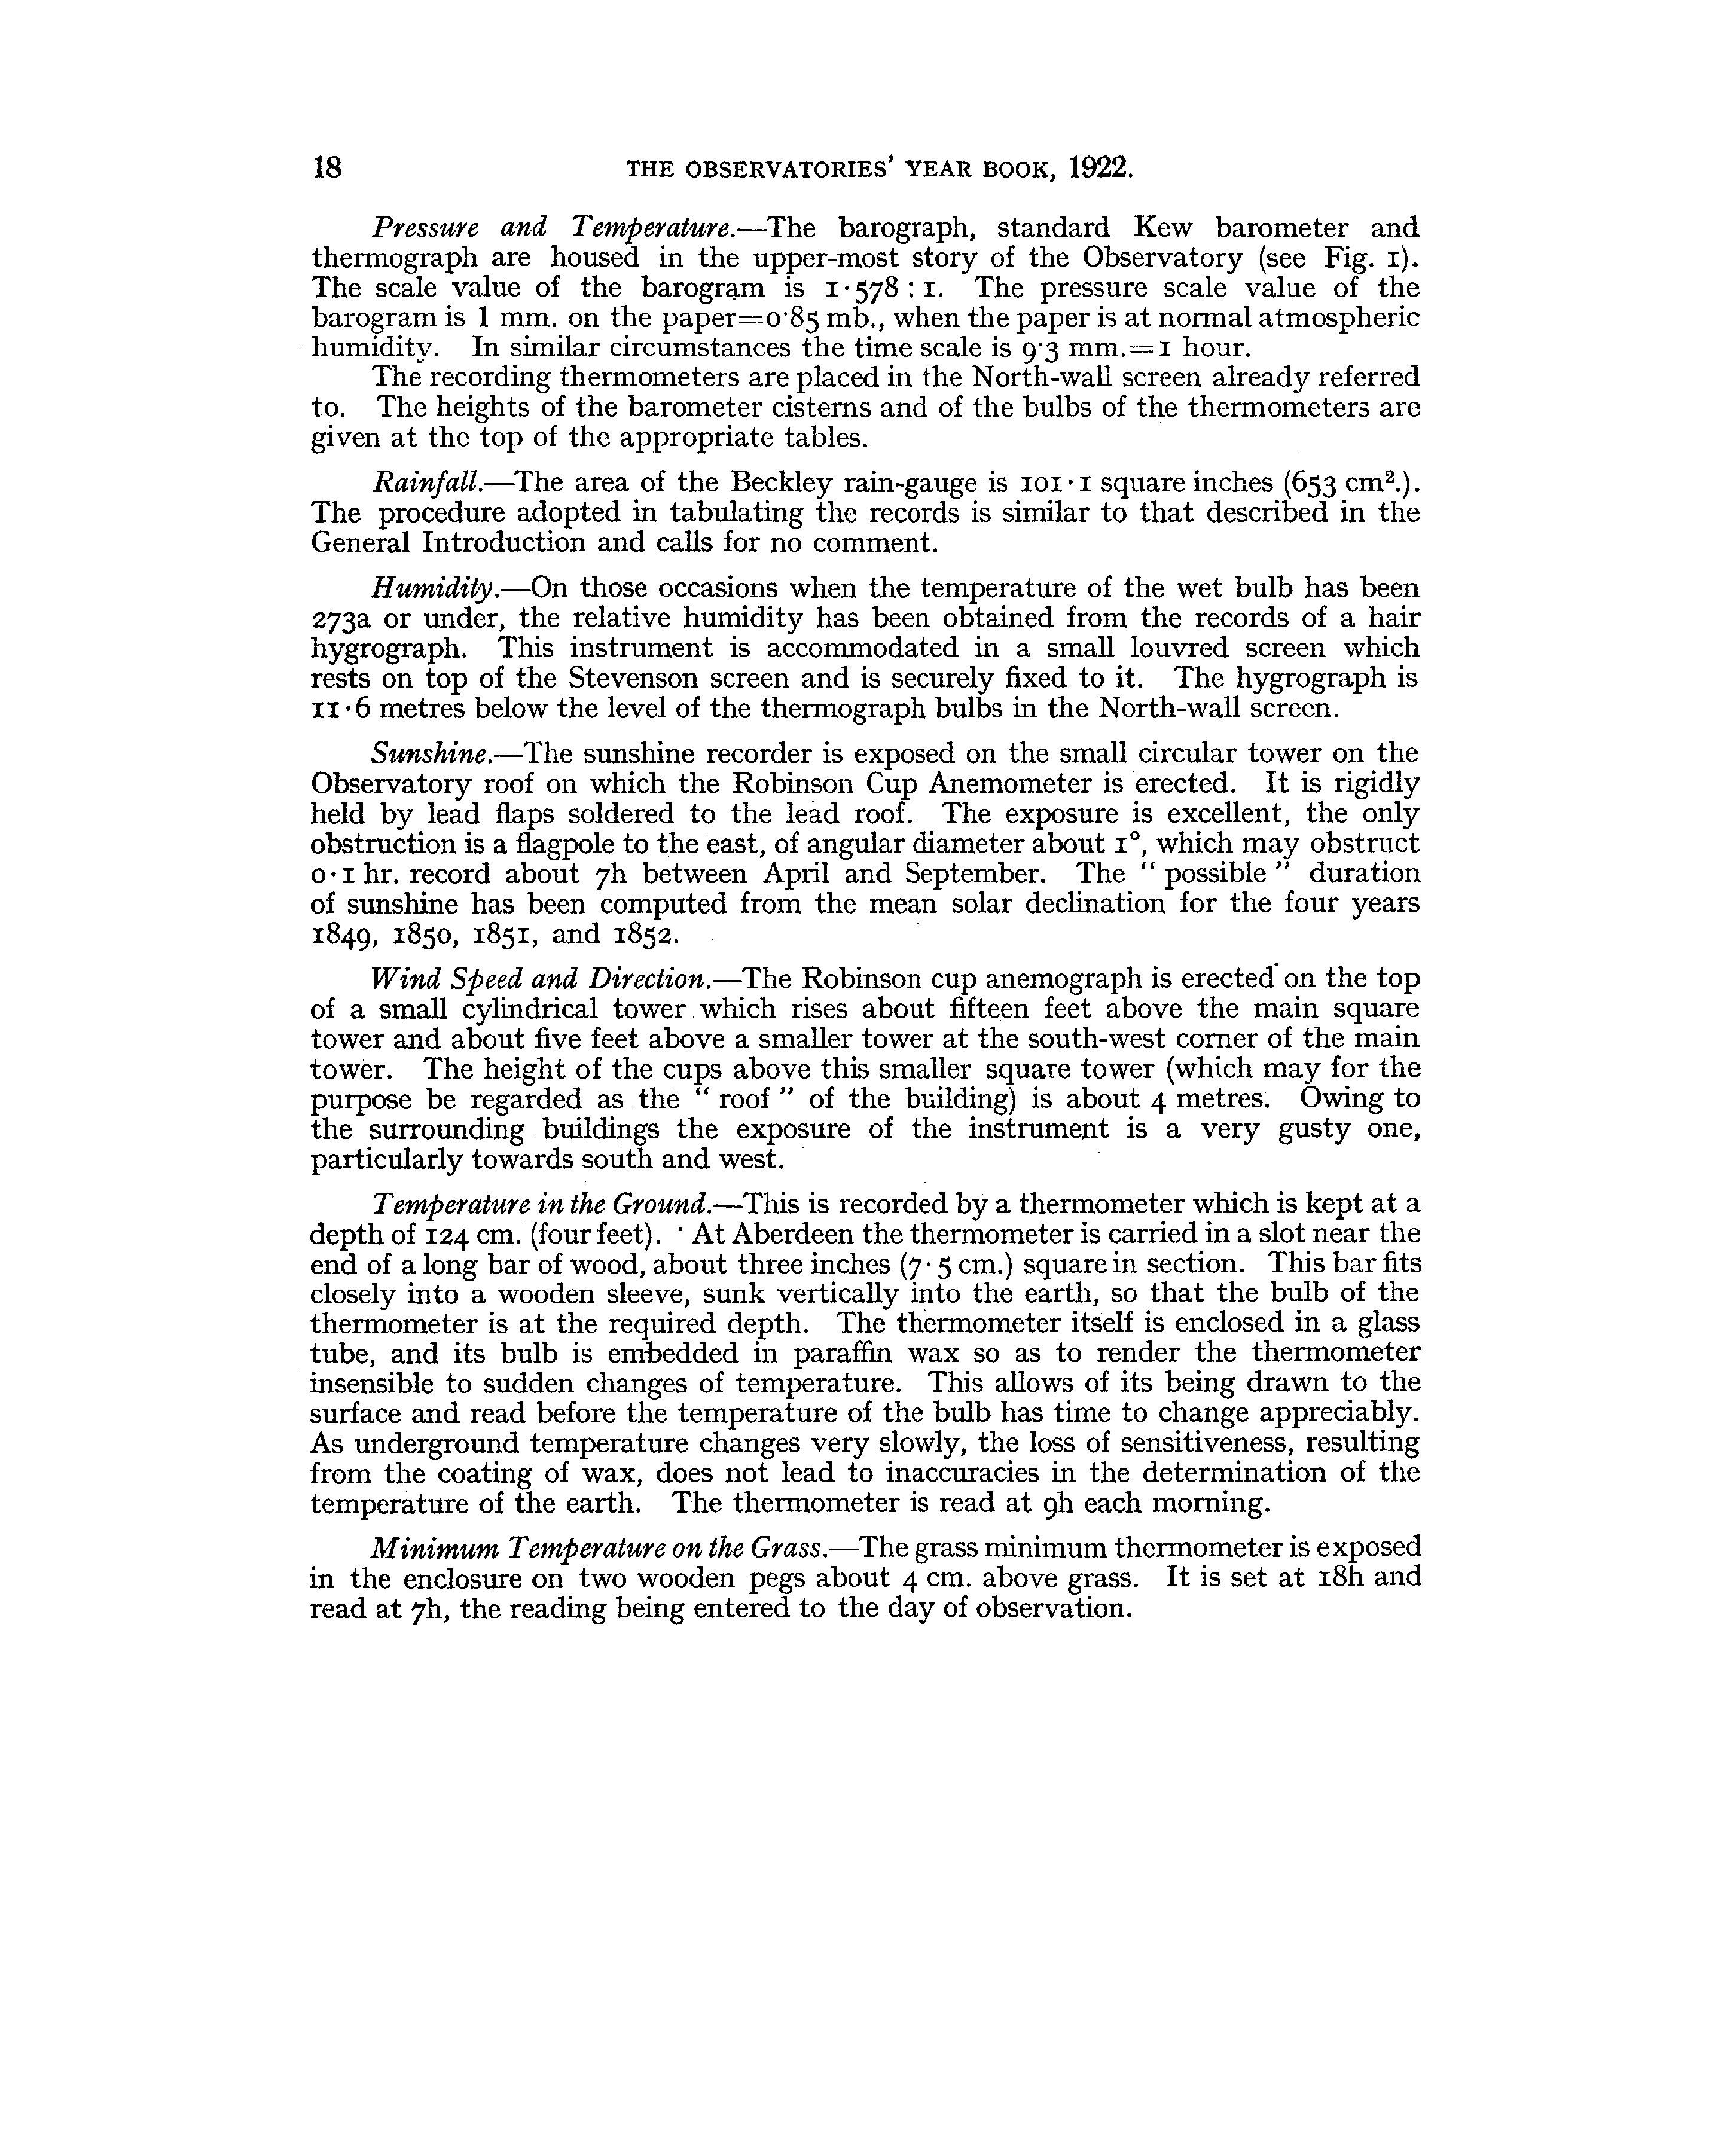 18 THE OBSERVATORIES' YEAR BOOK, 1922.
Pressure and Temperature.—The barograph, standard Kew barometer and
thermograph are housed in the upper-most story of the Observatory (see Fig. 1).
The scale value of the barogram is 1·578 : 1. The pressure scale value of the
barogram is 1 mm. on the paper=0·85 mb., when the paper is at normal atmospheric
humidity. In similar circumstances the time scale is 9·3 mm.=1 hour.
The recording thermometers are placed in the North-wall screen already referred
to. The heights of the barometer cisterns and of the bulbs of the thermometers are
given at the top of the appropriate tables.
Rainfall.—The area of the Beckley rain-gauge is 101·1 square inches (653 cm².).
The procedure adopted in tabulating the records is similar to that described in the
General Introduction and calls for no comment.
Humidity.—On those occasions when the temperature of the wet bulb has been
273a or under, the relative humidity has been obtained from the records of a hair
hygrograph. This instrument is accommodated in a small louvred screen which
rests on top of the Stevenson screen and is securely fixed to it. The hygrograph is
11·6 metres below the level of the thermograph bulbs in the North-wall screen.
Sunshine.—The sunshine recorder is exposed on the small circular tower on the
Observatory roof on which the Robinson Cup Anemometer is erected. It is rigidly
held by lead flaps soldered to the lead roof. The exposure is excellent, the only
obstruction is a flagpole to the east, of angular diameter about 1°, which may obstruct
0·1 hr. record about 7h between April and September. The “ possible ” duration
of sunshine has been computed from the mean solar declination for the four years
1849, 1850, 1851, and 1852.
Wind Speed and Direction.—The Robinson cup anemograph is erected on the top
of a small cylindrical tower which rises about fifteen feet above the main square
tower and about five feet above a smaller tower at the south-west corner of the main
tower. The height of the cups above this smaller square tower (which may for the
purpose be regarded as the “ roof ” of the building) is about 4 metres. Owing to
the surrounding buildings the exposure of the instrument is a very gusty one,
particularly towards south and west.
Temperature in the Ground.—This is recorded by a thermometer which is kept at a
depth of 124 cm. (four feet). At Aberdeen the thermometer is carried in a slot near the
end of a long bar of wood, about three inches (7·5 cm.) square in section. This bar fits
closely into a wooden sleeve, sunk vertically into the earth, so that the bulb of the
thermometer is at the required depth. The thermometer itself is enclosed in a glass
tube, and its bulb is embedded in paraffin wax so as to render the thermometer
insensible to sudden changes of temperature. This allows of its being drawn to the
surface and read before the temperature of the bulb has time to change appreciably.
As underground temperature changes very slowly, the loss of sensitiveness, resulting
from the coating of wax, does not lead to inaccuracies in the determination of the
temperature of the earth. The thermometer is read at 9h each morning.
Minimum Temperature on the Grass.—The grass minimum thermometer is exposed
in the enclosure on two wooden pegs about 4 cm. above grass. It is set at 18h and
read at 7h, the reading being entered to the day of observation.